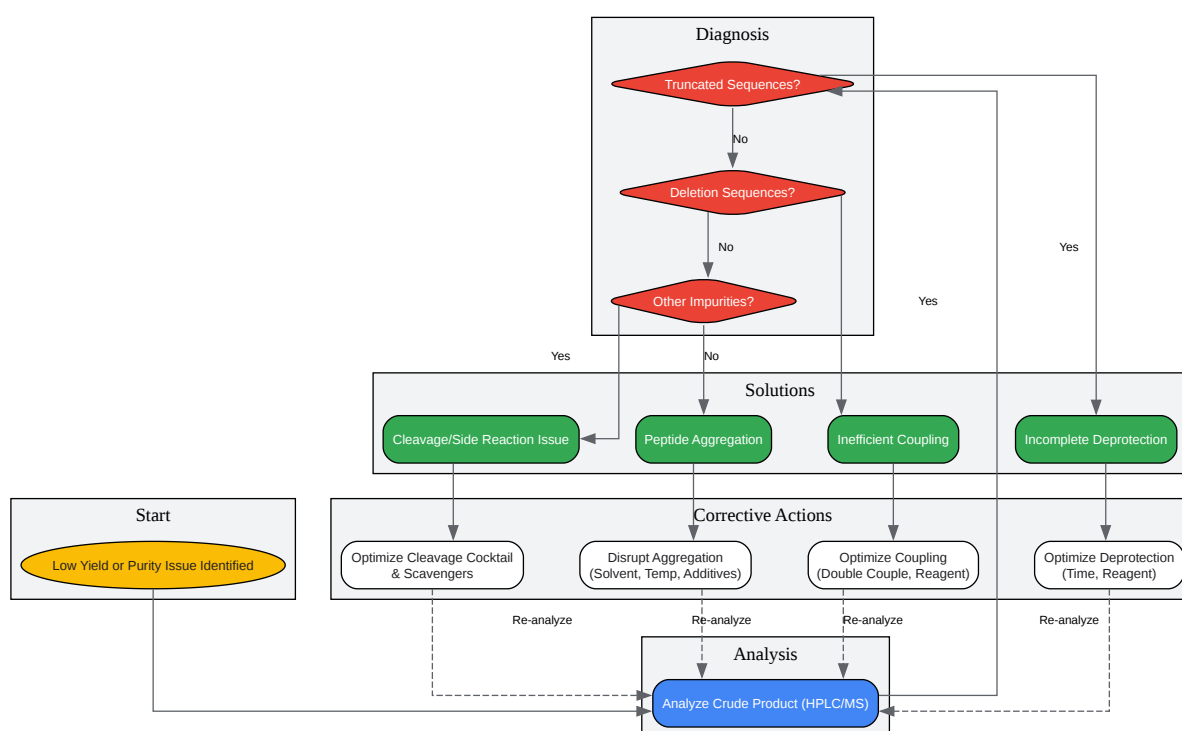 Diagnosis
Truncated Sequences?
No
Deletion Sequences?
No
Yes
Yes
Other Impurities?
Yes
No
Solutions
Cleavage/Side Reaction Issue
Peptide Aggregation
Inefficient Coupling
Incomplete Deprotection
Start
Low Yield or Purity Issue Identified
Corrective Actions
Optimize Cleavage Cocktail
& Scavengers
Disrupt Aggregation
(Solvent, Temp, Additives)
Optimize Coupling
(Double Couple, Reagent)
Optimize Deprotection
(Time, Reagent)
Re-analyze
Re-analyze
Re-analyze
Re-analyze
Analysis
Analyze Crude Product (HPLC/MS)